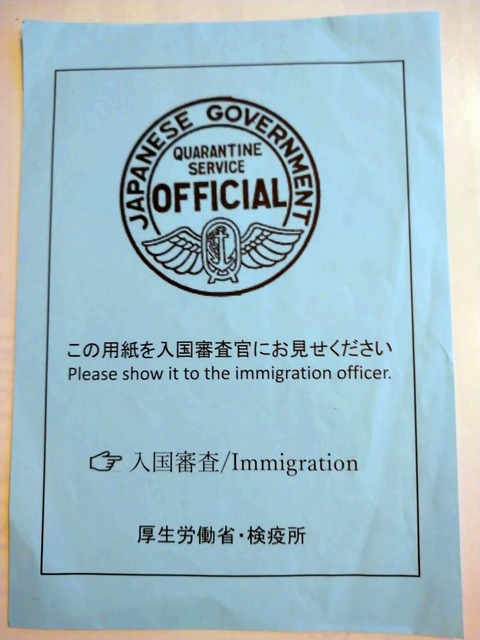 JAPANESE GOVERNMENT
QUARANTINE
SERVICE
OFFICIAL
この用紙を入国審査官にお見せください
Please show it to the immigration officer.
☞ 入国審査/Immigration
厚生労働省・検疫所